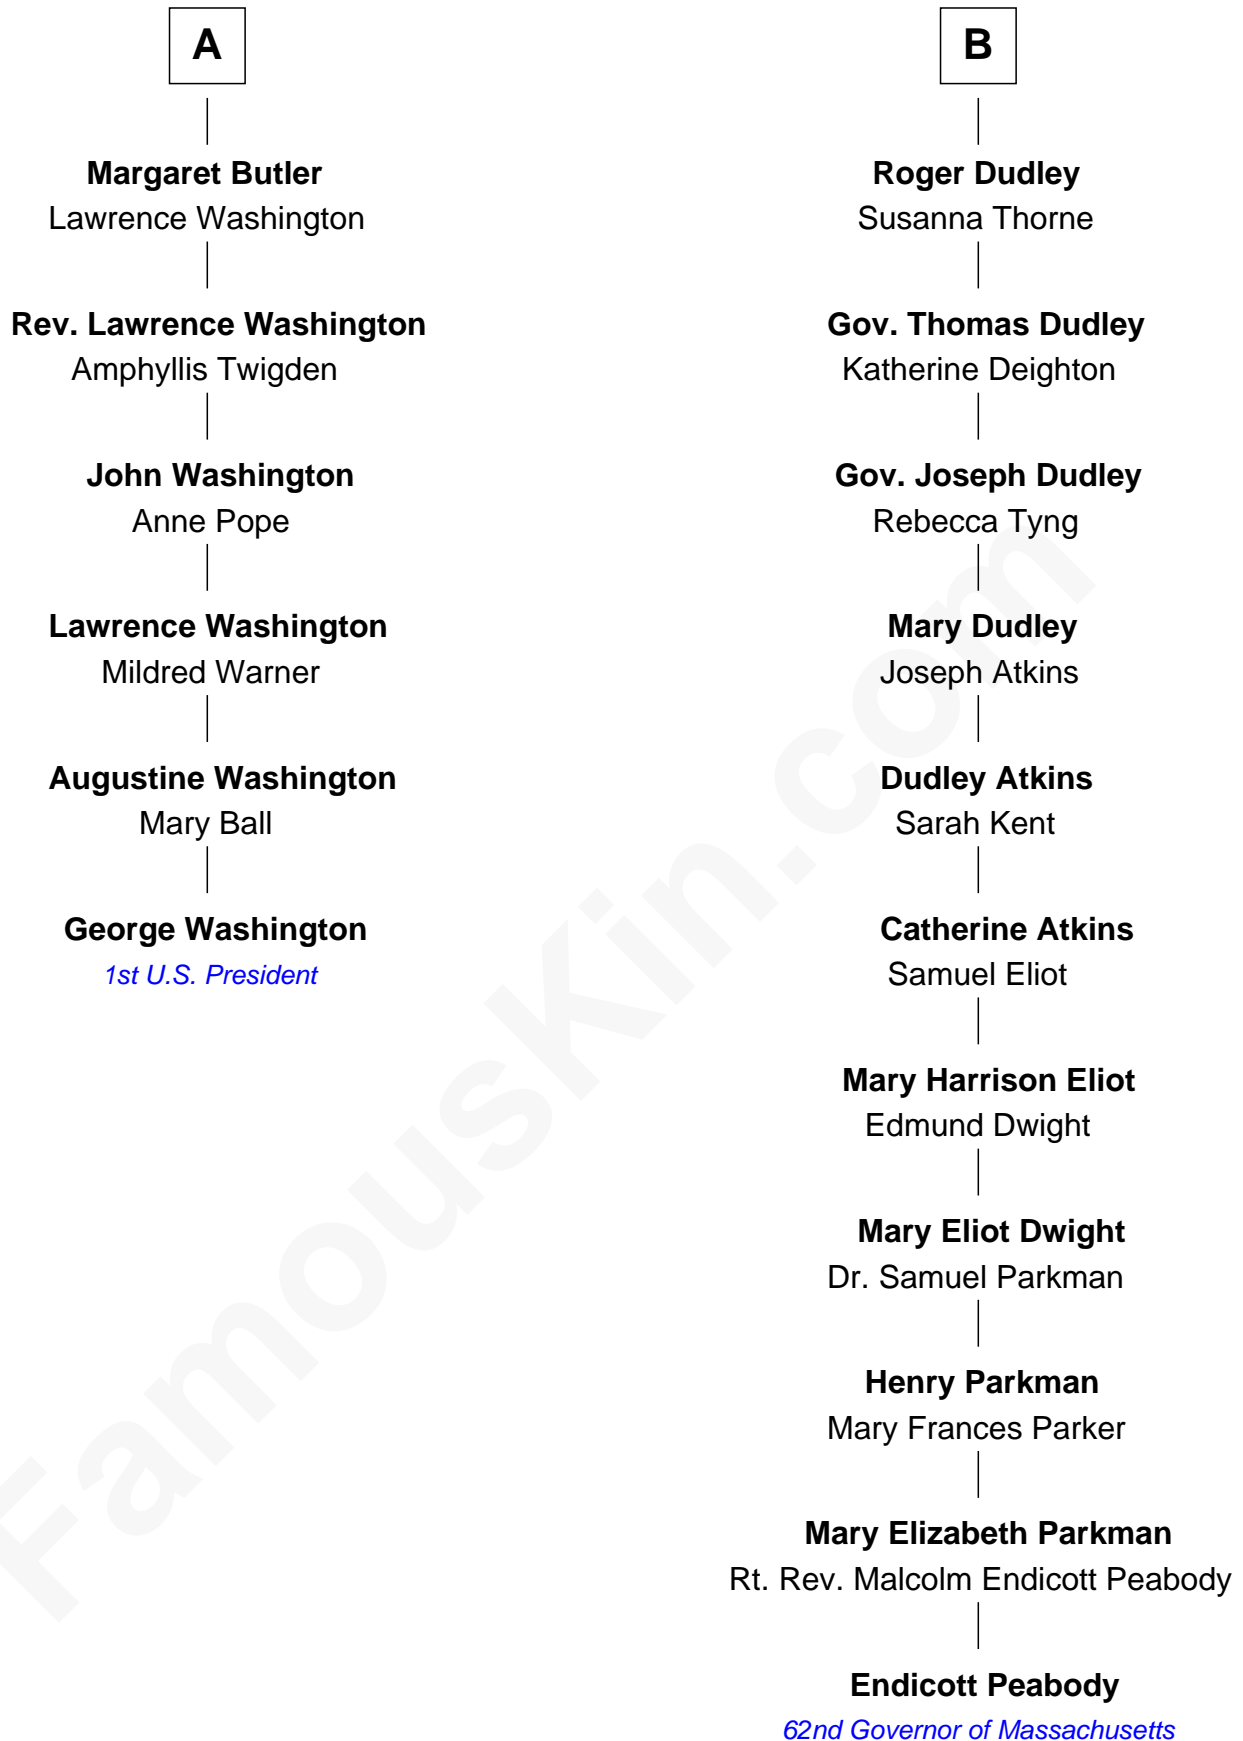 A
Margaret Butler
Lawrence Washington
Rev. Lawrence Washington
Amphyllis Twigden
John Washington
Anne Pope
Lawrence Washington
Mildred Warner
Augustine Washington
Mary Ball
George Washington
1st U.S. President
B
Roger Dudley
Susanna Thorne
Gov. Thomas Dudley
Katherine Deighton
Gov. Joseph Dudley
Rebecca Tyng
Mary Dudley
Joseph Atkins
Dudley Atkins
Sarah Kent
Catherine Atkins
Samuel Eliot
Mary Harrison Eliot
Edmund Dwight
Mary Eliot Dwight
Dr. Samuel Parkman
Henry Parkman
Mary Frances Parker
Mary Elizabeth Parkman
Rt. Rev. Malcolm Endicott Peabody
Endicott Peabody
62nd Governor of Massachusetts
FamousKin.com